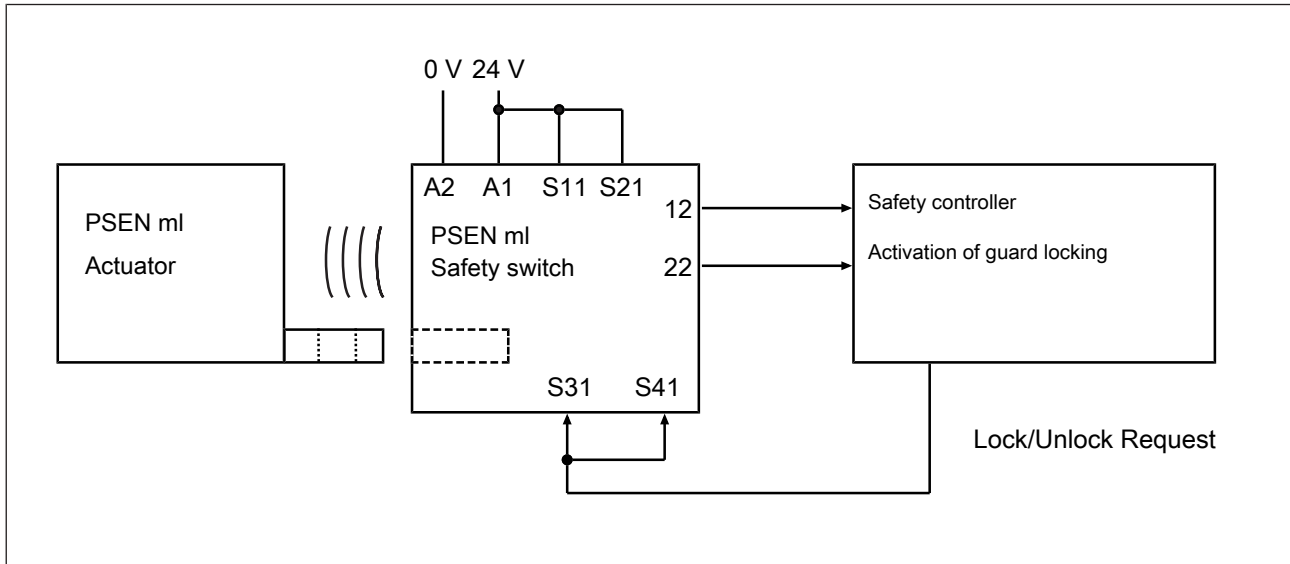 0 V 24 V
A2 A1 S11 S21
12
22
PSEN ml
Actuator
PSEN ml
Safety switch
Safety controller
Activation of guard locking
S31 S41
Lock/Unlock Request